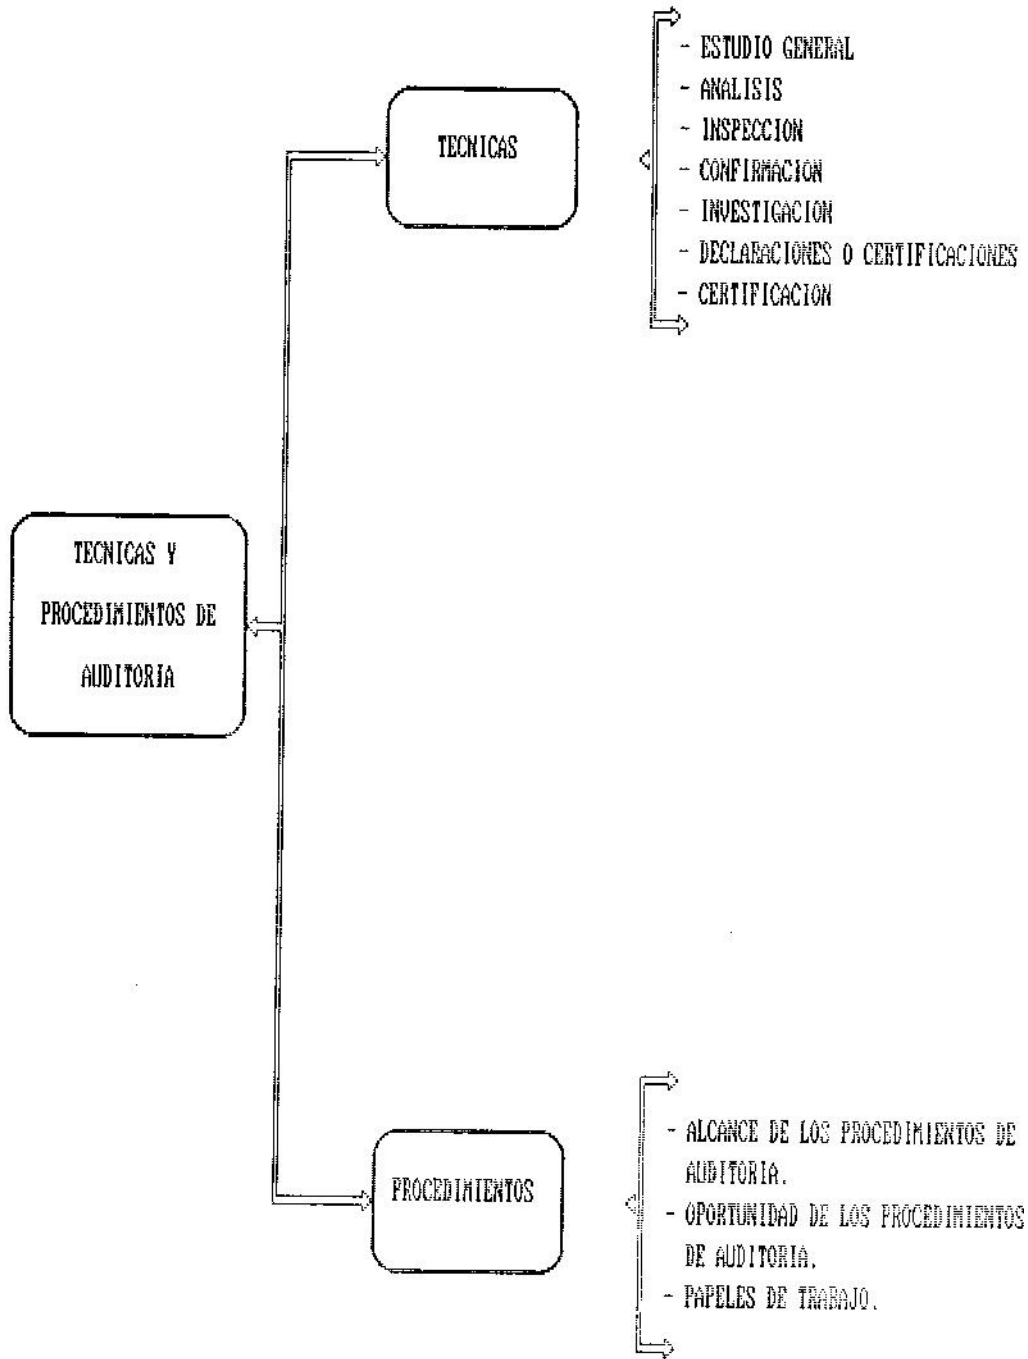 TECNICAS
- ESTUDIO GENERAL
- ANALISIS
- INSPECCION
- CONFIRMACION
- INVESTIGACION
- DECLARACIONES O CERTIFICACIONES
- CERTIFICACION
TECNICAS Y
PROCEDIMIENTOS DE
AUDITORIA
PROCEDIMIENTOS
- ALCANCE DE LOS PROCEDIMIENTOS DE
AUDITORIA.
- OPORTUNIDAD DE LOS PROCEDIMIENTOS
DE AUDITORIA.
- PAPELES DE TRABAJO.